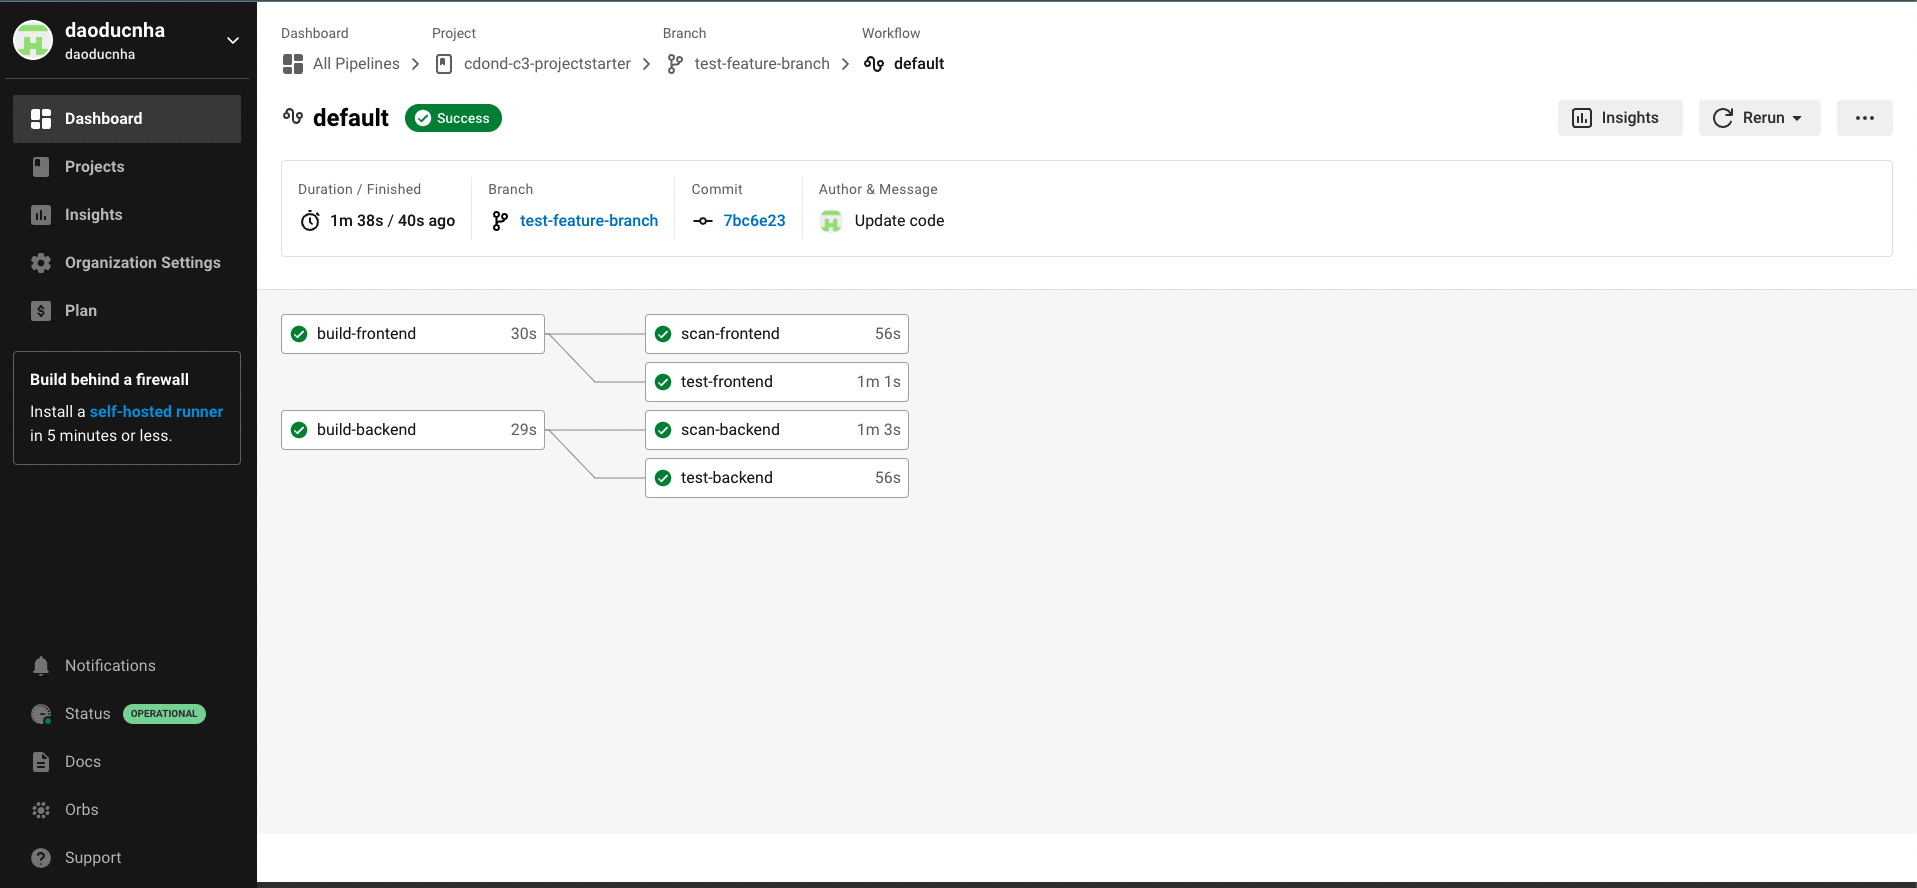 daoducnha
daoducnha
Dashboard
Projects
Insights
Organization Settings
Plan
Build behind a firewall
Install a self-hosted runner
in 5 minutes or less.
Notifications
Status OPERATIONAL
Docs
Orbs
Support
Dashboard Project Branch Workflow
All Pipelines cdond-c3-projectstarter test-feature-branch default
default Success Insights Rerun
Duration / Finished Branch Commit Author & Message
1m 38s / 40s ago test-feature-branch 7bc6e23 Update code
build-frontend 30s scan-frontend 56s
test-frontend 1m 1s
build-backend 29s scan-backend 1m 3s
test-backend 56s